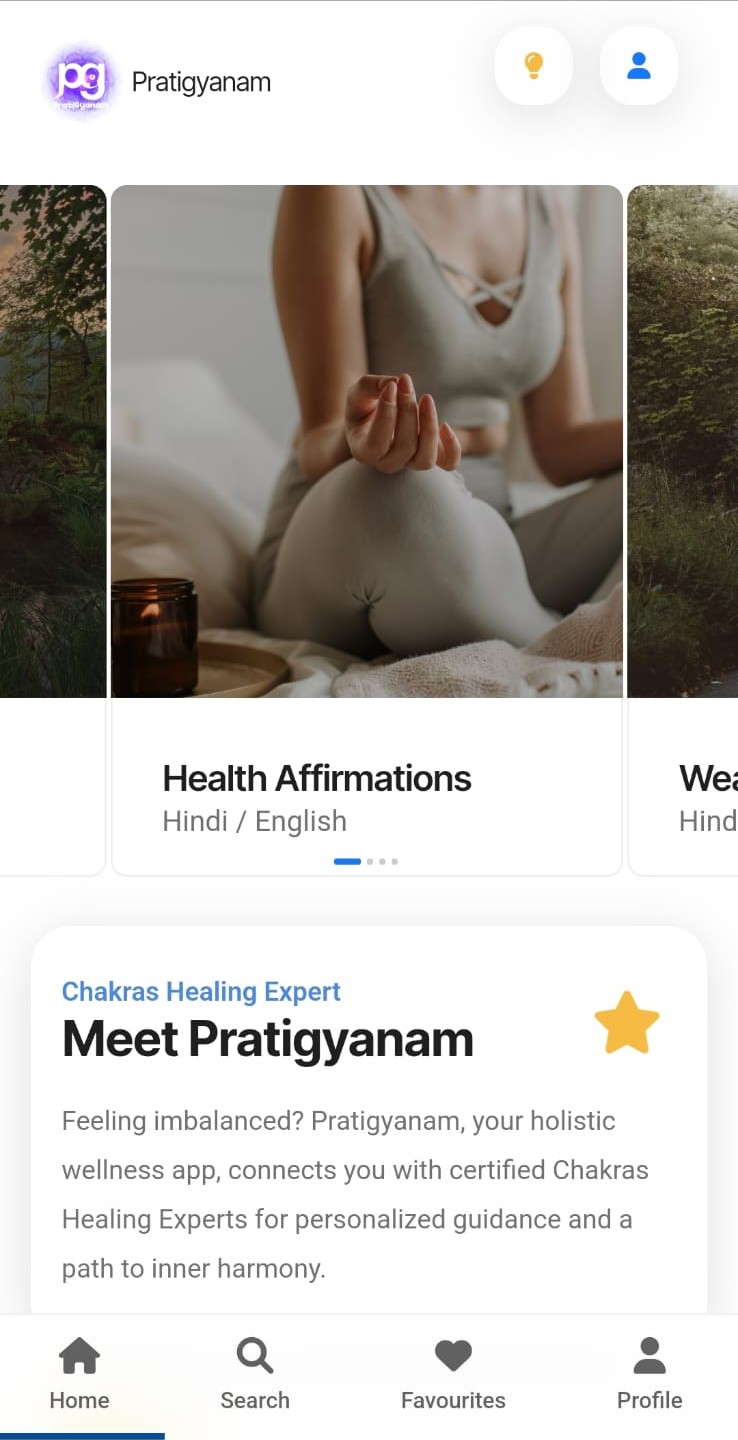 pg
PratiGyanam
Pratigyanam
Health Affirmations
Hindi / English
Wea
Hind
Chakras Healing Expert
Meet Pratigyanam
Feeling imbalanced? Pratigyanam, your holistic
wellness app, connects you with certified Chakras
Healing Experts for personalized guidance and a
path to inner harmony.
Home
Search
Favourites
Profile